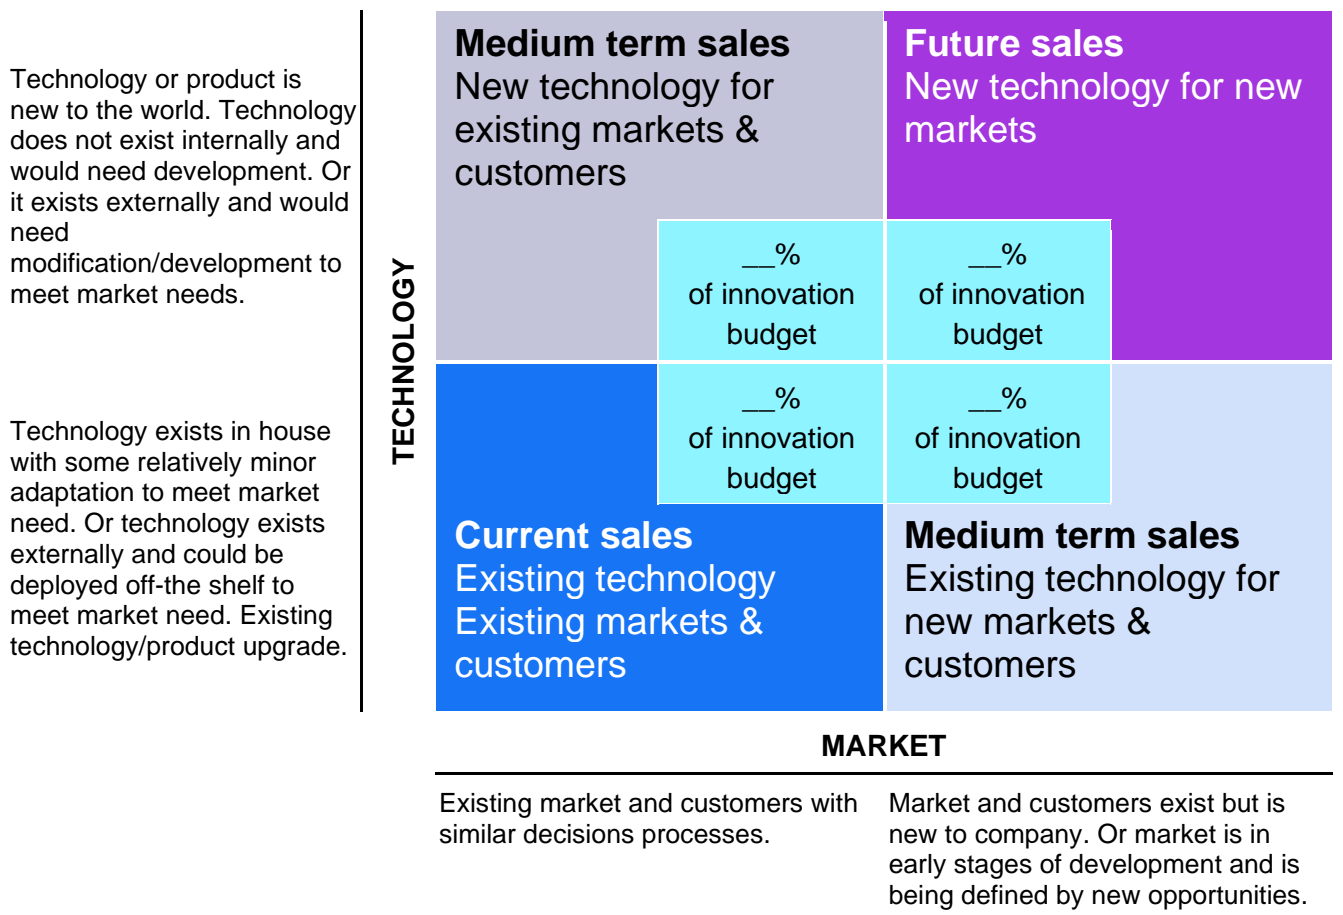 Technology or product is
new to the world. Technology
does not exist internally and
would need development. Or
it exists externally and would
need
modification/development to
meet market needs.
Technology exists in house
with some relatively minor
adaptation to meet market
need. Or technology exists
externally and could be
deployed off-the shelf to
meet market need. Existing
technology/product upgrade.
TECHNOLOGY
Medium term sales
New technology for
existing markets &
customers
Future sales
New technology for new
markets
__%
of innovation
budget
__%
of innovation
budget
__%
of innovation
budget
__%
of innovation
budget
Current sales
Existing technology
Existing markets &
customers
Medium term sales
Existing technology for
new markets &
customers
MARKET
Existing market and customers with
similar decisions processes.
Market and customers exist but is
new to company. Or market is in
early stages of development and is
being defined by new opportunities.